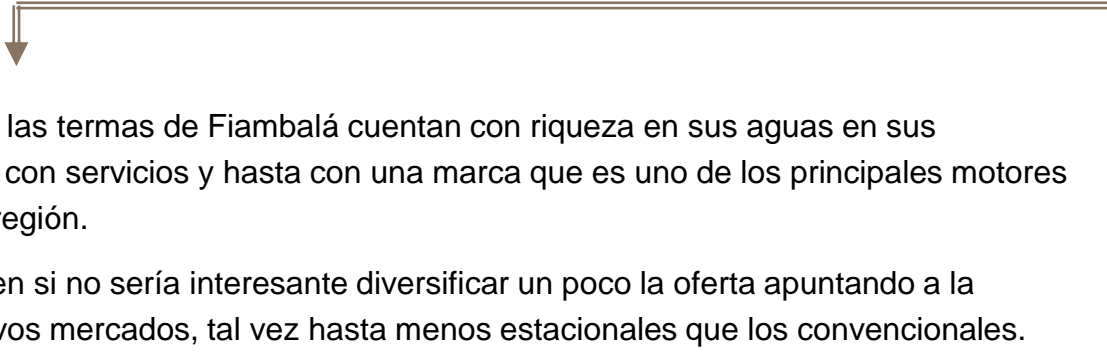 las termas de Fiambalá cuentan con riqueza en sus aguas en sus
con servicios y hasta con una marca que es uno de los principales motores
región.
en si no sería interesante diversificar un poco la oferta apuntando a la
vos mercados, tal vez hasta menos estacionales que los convencionales.